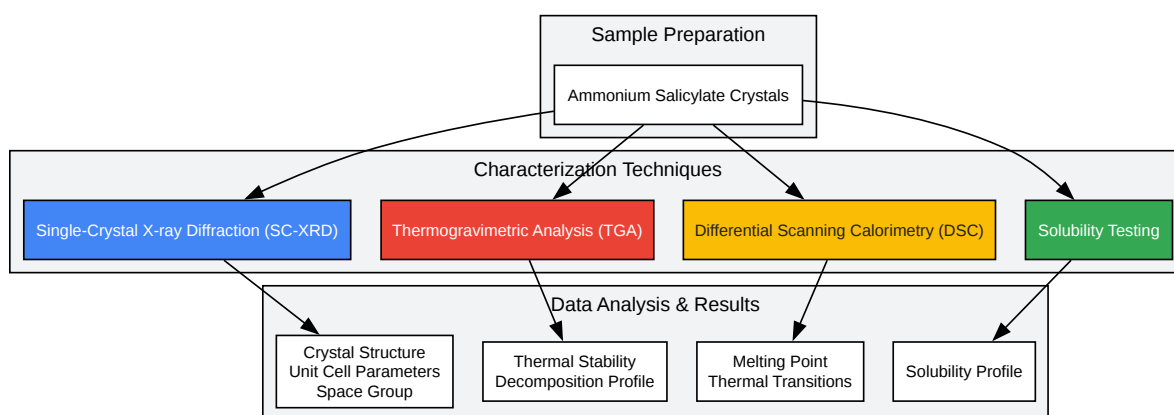 Sample Preparation
Ammonium Salicylate Crystals
Characterization Techniques
Single-Crystal X-ray Diffraction (SC-XRD)
Thermogravimetric Analysis (TGA)
Differential Scanning Calorimetry (DSC)
Solubility Testing
Data Analysis & Results
Crystal Structure
Unit Cell Parameters
Space Group
Thermal Stability
Decomposition Profile
Melting Point
Thermal Transitions
Solubility Profile